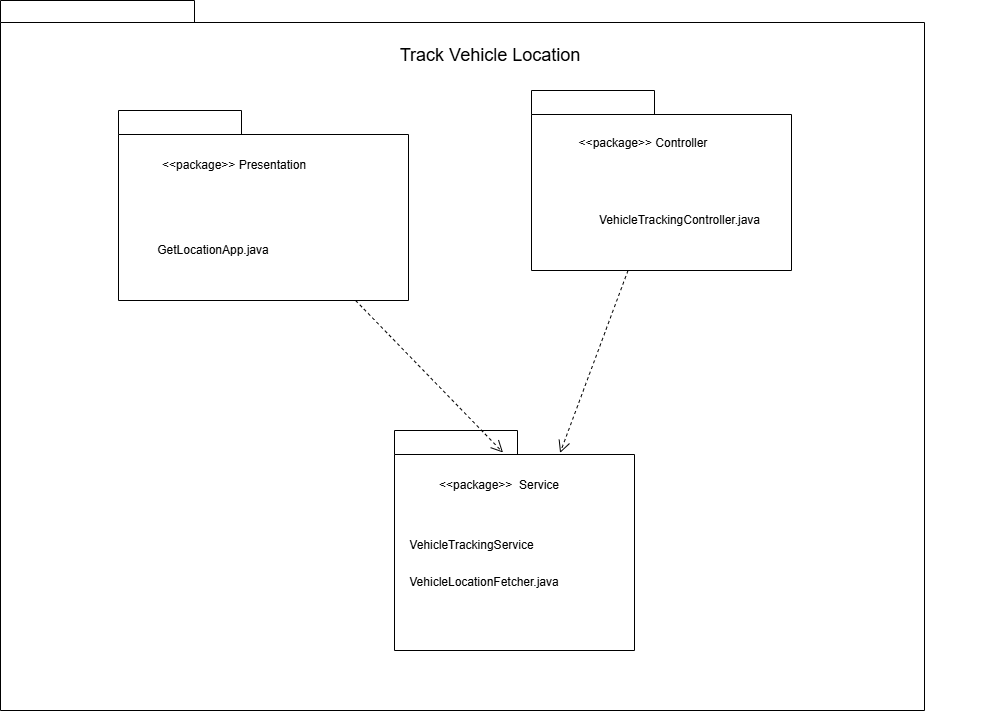 Track Vehicle Location
<<package>> Presentation
GetLocationApp.java
<<package>> Controller
VehicleTrackingController.java
<<package>>  Service
VehicleTrackingService
VehicleLocationFetcher.java